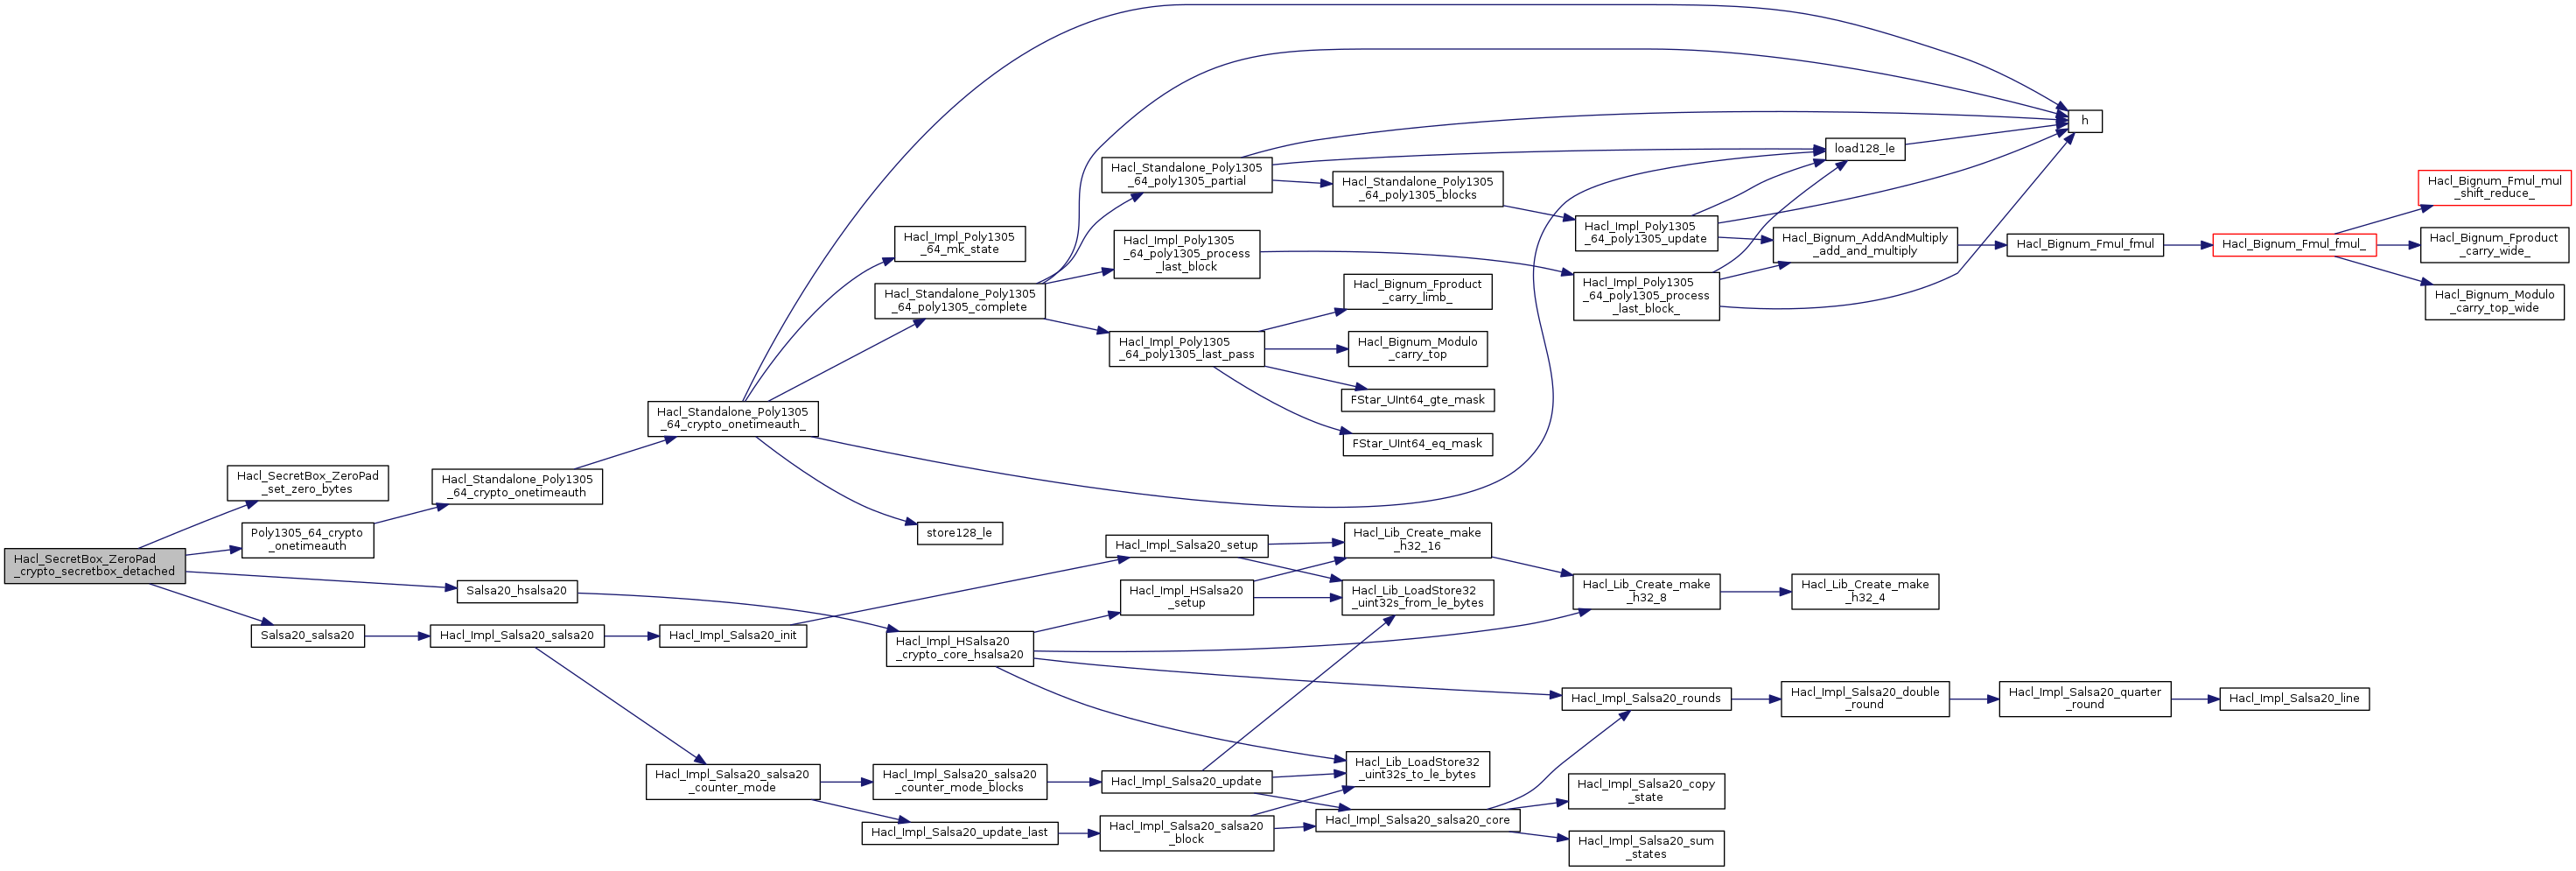 Hacl_SecretBox_ZeroPad
_crypto_secretbox_detached
Hacl_SecretBox_ZeroPad
_set_zero_bytes
Poly1305_64_crypto
_onetimeauth
Salsa20_hsalsa20
Salsa20_salsa20
Hacl_Standalone_Poly1305
_64_crypto_onetimeauth
Hacl_Impl_Salsa20_salsa20
Hacl_Standalone_Poly1305
_64_crypto_onetimeauth_
Hacl_Impl_Salsa20_init
Hacl_Impl_Salsa20_salsa20
_counter_mode
Hacl_Impl_Poly1305
_64_mk_state
Hacl_Standalone_Poly1305
_64_poly1305_complete
store128_le
Hacl_Impl_HSalsa20
_crypto_core_hsalsa20
Hacl_Impl_Salsa20_salsa20
_counter_mode_blocks
Hacl_Impl_Salsa20_update_last
Hacl_Standalone_Poly1305
_64_poly1305_partial
Hacl_Impl_Poly1305
_64_poly1305_process
_last_block
Hacl_Impl_Poly1305
_64_poly1305_last_pass
Hacl_Impl_Salsa20_setup
Hacl_Impl_HSalsa20
_setup
Hacl_Impl_Salsa20_update
Hacl_Impl_Salsa20_salsa20
_block
Hacl_Standalone_Poly1305
_64_poly1305_blocks
Hacl_Bignum_Fproduct
_carry_limb_
Hacl_Bignum_Modulo
_carry_top
FStar_UInt64_gte_mask
FStar_UInt64_eq_mask
Hacl_Lib_Create_make
_h32_16
Hacl_Lib_LoadStore32
_uint32s_from_le_bytes
Hacl_Lib_LoadStore32
_uint32s_to_le_bytes
Hacl_Impl_Salsa20_salsa20_core
Hacl_Impl_Poly1305
_64_poly1305_update
Hacl_Impl_Poly1305
_64_poly1305_process
_last_block_
Hacl_Lib_Create_make
_h32_8
Hacl_Impl_Salsa20_rounds
Hacl_Impl_Salsa20_copy
_state
Hacl_Impl_Salsa20_sum
_states
load128_le
Hacl_Bignum_AddAndMultiply
_add_and_multiply
Hacl_Lib_Create_make
_h32_4
Hacl_Impl_Salsa20_double
_round
h
Hacl_Bignum_Fmul_fmul
Hacl_Impl_Salsa20_quarter
_round
Hacl_Bignum_Fmul_fmul_
Hacl_Impl_Salsa20_line
Hacl_Bignum_Fmul_mul
_shift_reduce_
Hacl_Bignum_Fproduct
_carry_wide_
Hacl_Bignum_Modulo
_carry_top_wide